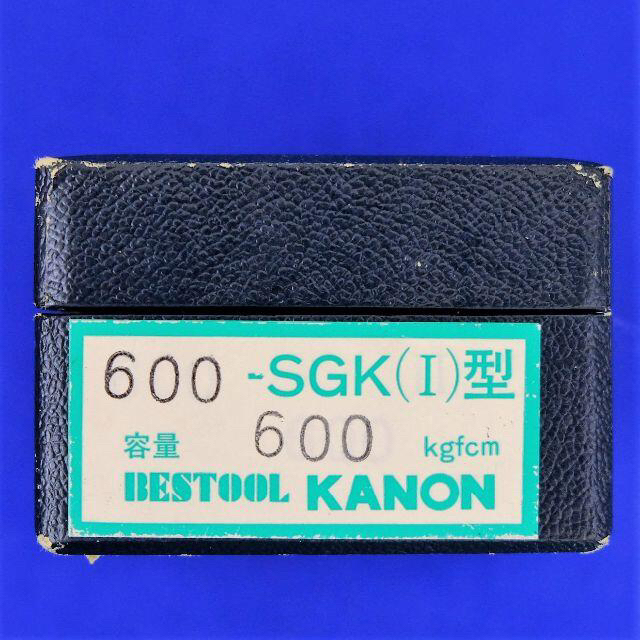 600 -SGK(I)型
容量 600 kgfcm
BESTOOL KANON